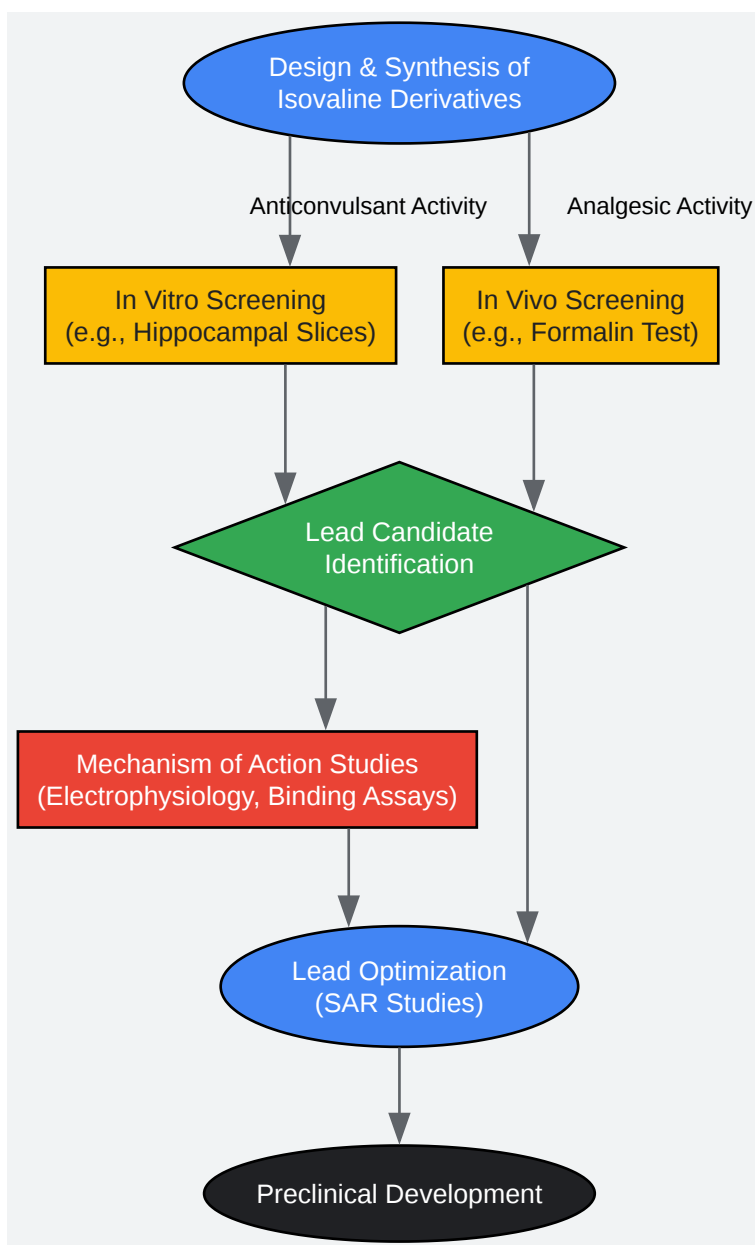 Design & Synthesis of
Isovaline Derivatives
Anticonvulsant Activity
Analgesic Activity
In Vitro Screening
(e.g., Hippocampal Slices)
In Vivo Screening
(e.g., Formalin Test)
Lead Candidate
Identification
Mechanism of Action Studies
(Electrophysiology, Binding Assays)
Lead Optimization
(SAR Studies)
Preclinical Development